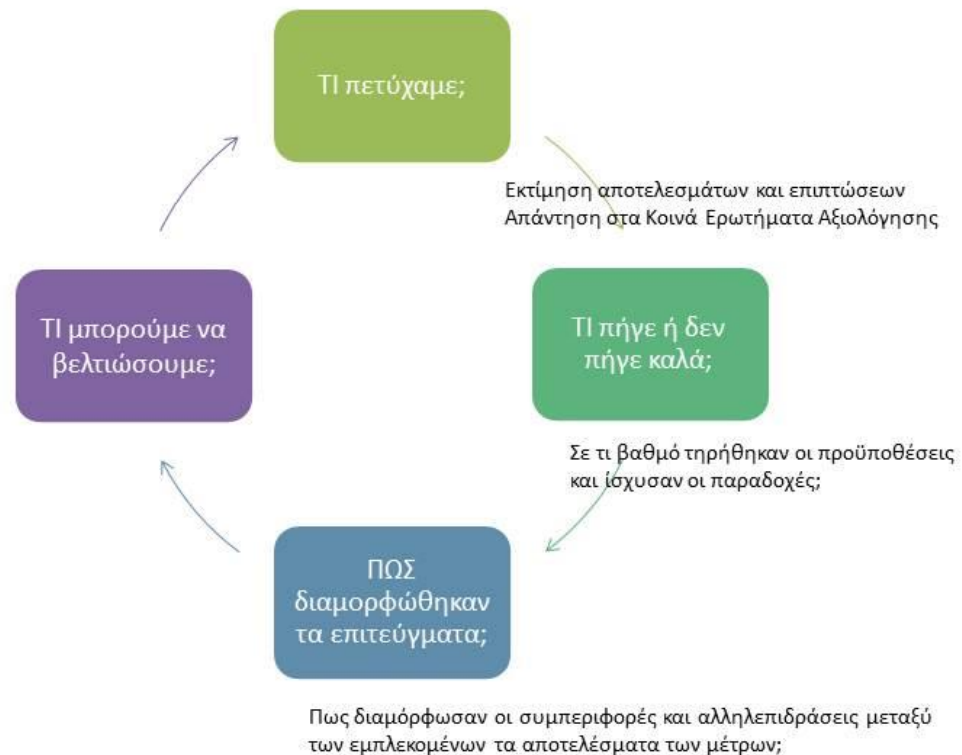 ΤΙ πετύχαμε;
Εκτίμηση αποτελεσμάτων και επιπτώσεων
Απάντηση στα Κοινά Ερωτήματα Αξιολόγησης
ΤΙ πήγε ή δεν
πήγε καλά;
Σε τι βαθμό τηρήθηκαν οι προϋποθέσεις
και ίσχυσαν οι παραδοχές;
ΠΩΣ
διαμορφώθηκαν
τα επιτεύγματα;
Πως διαμόρφωσαν οι συμπεριφορές και αλληλεπιδράσεις μεταξύ
των εμπλεκομένων τα αποτελέσματα των μέτρων;
ΤΙ μπορούμε να
βελτιώσουμε;